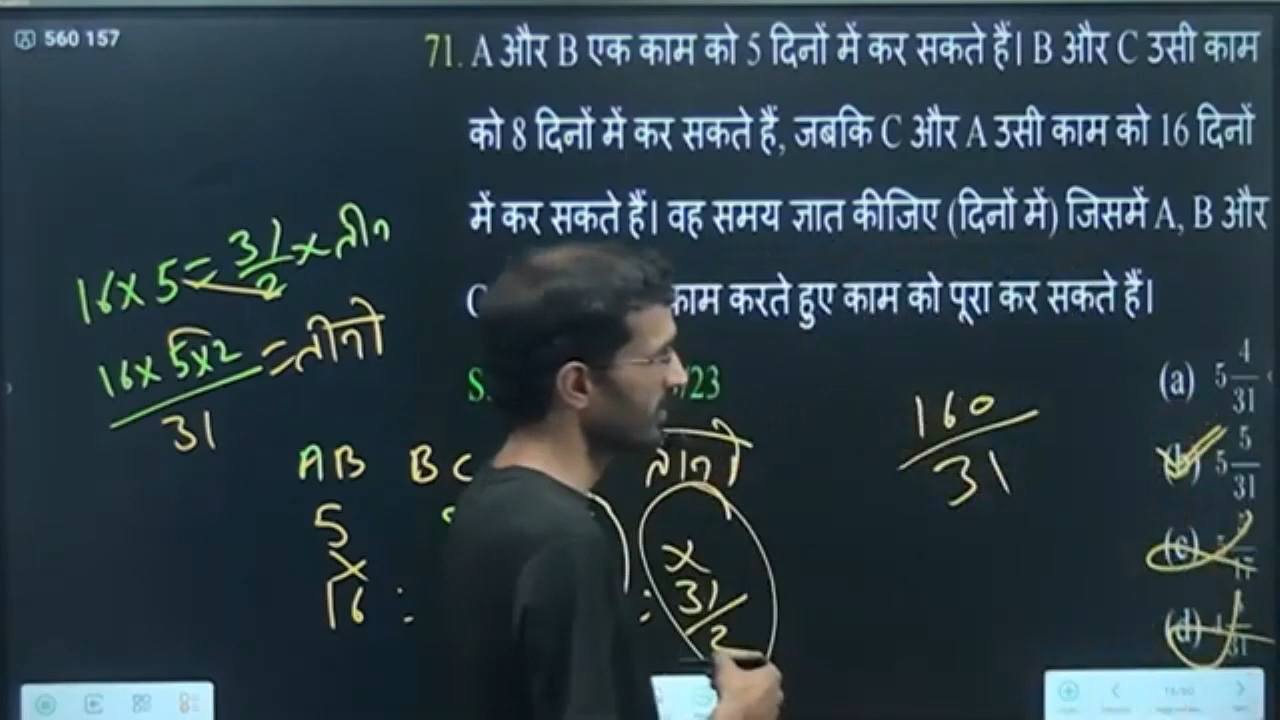 560 157
71. A और B एक काम को 5 दिनों में कर सकते हैं। B और C उसी काम
को 8 दिनों में कर सकते हैं, जबकि C और A उसी काम को 16 दिनों
में कर सकते हैं। वह समय ज्ञात कीजिए (दिनों में) जिसमें A, B और
काम करते हुए काम को पूरा कर सकते हैं।
16 x 5 = 31/2 x तीन
16 x 5 x 2 / 31 = तीनो
S. /23
(a) 5 4/31
(b) 5 5/31
(c)
(d)
160/31
AB BC तीनो
5
x x
16 : : 31/2